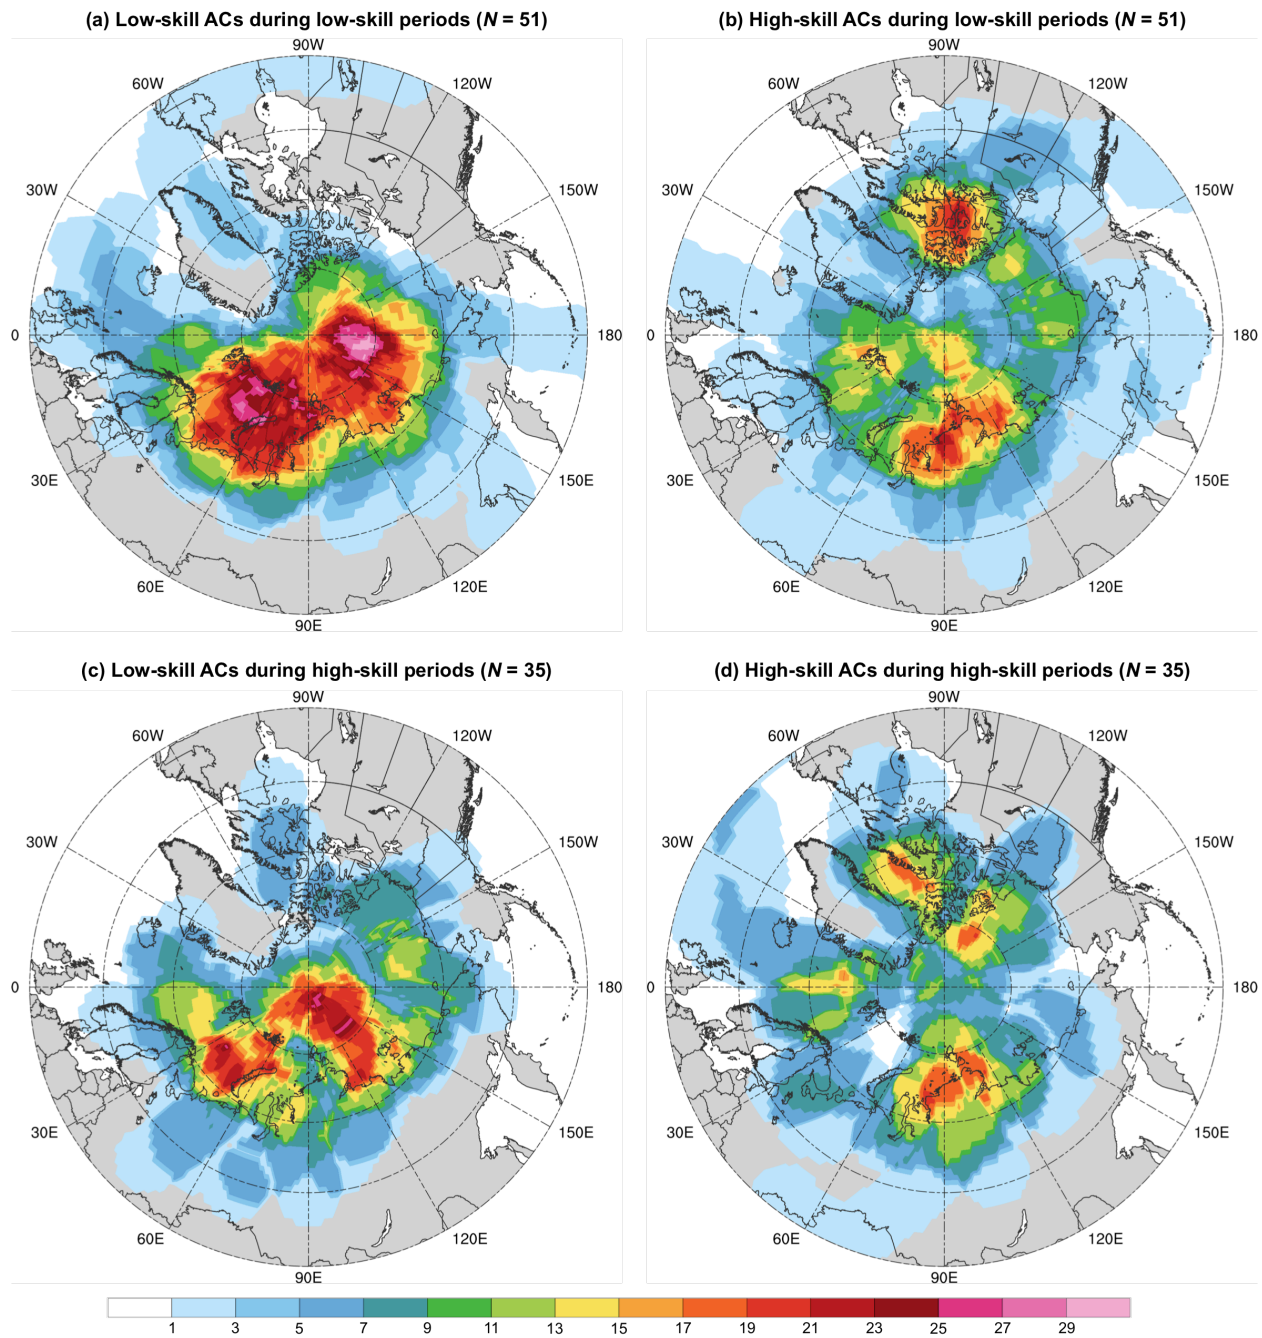 (a) Low-skill ACs during low-skill periods (N = 51)
(b) High-skill ACs during low-skill periods (N = 51)
90W
60W
120W
30W
150W
0
180
30E
150E
60E
120E
90E
90W
60W
120W
30W
150W
0
180
30E
150E
60E
120E
90E
(c) Low-skill ACs during high-skill periods (N = 35)
(d) High-skill ACs during high-skill periods (N = 35)
90W
60W
120W
30W
150W
0
180
30E
150E
60E
120E
90E
90W
60W
120W
30W
150W
0
180
30E
150E
60E
120E
90E
1 3 5 7 9 11 13 15 17 19 21 23 25 27 29